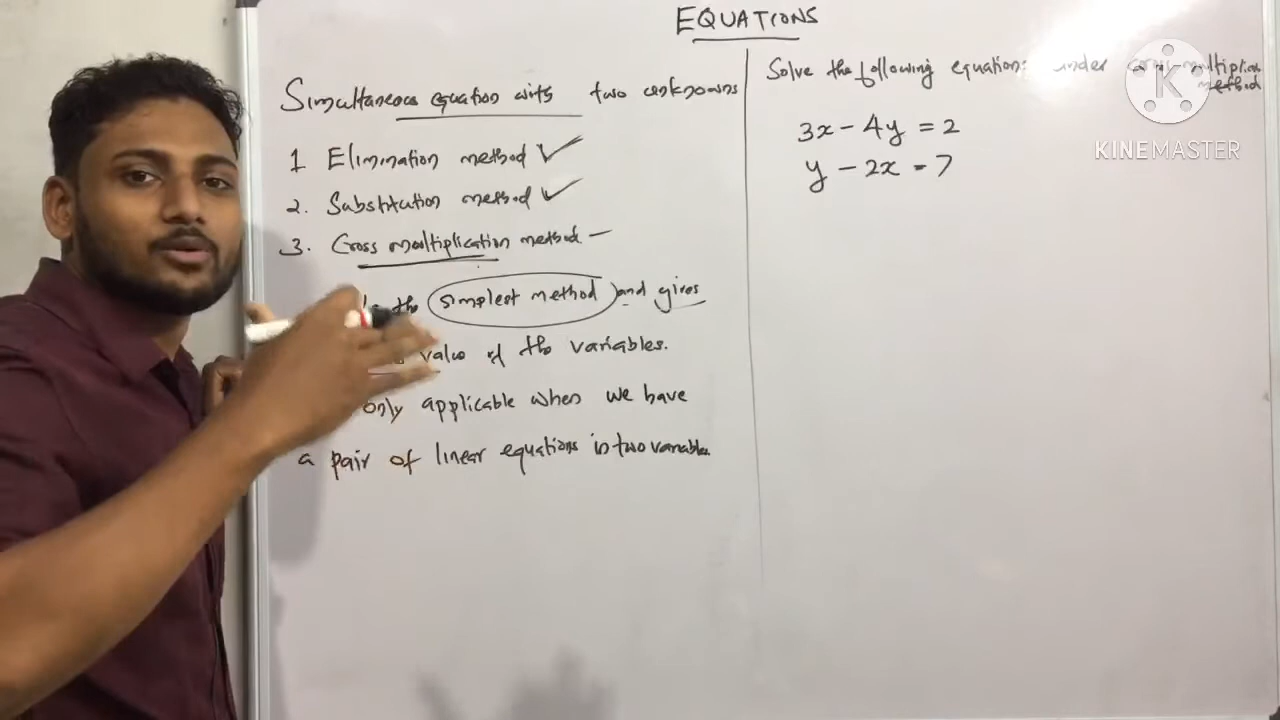 EQUATIONS
Simultaneous equation with two unknowns
1 Elimination method ✓
2. Substitution method ✓
3. Cross multiplication method –
the simplest method and gives
value of the variables.
only applicable when we have
a pair of linear equations in two variables
Solve the following equations under multiplication
method
3x - 4y = 2
y - 2x = 7
K
KINEMASTER